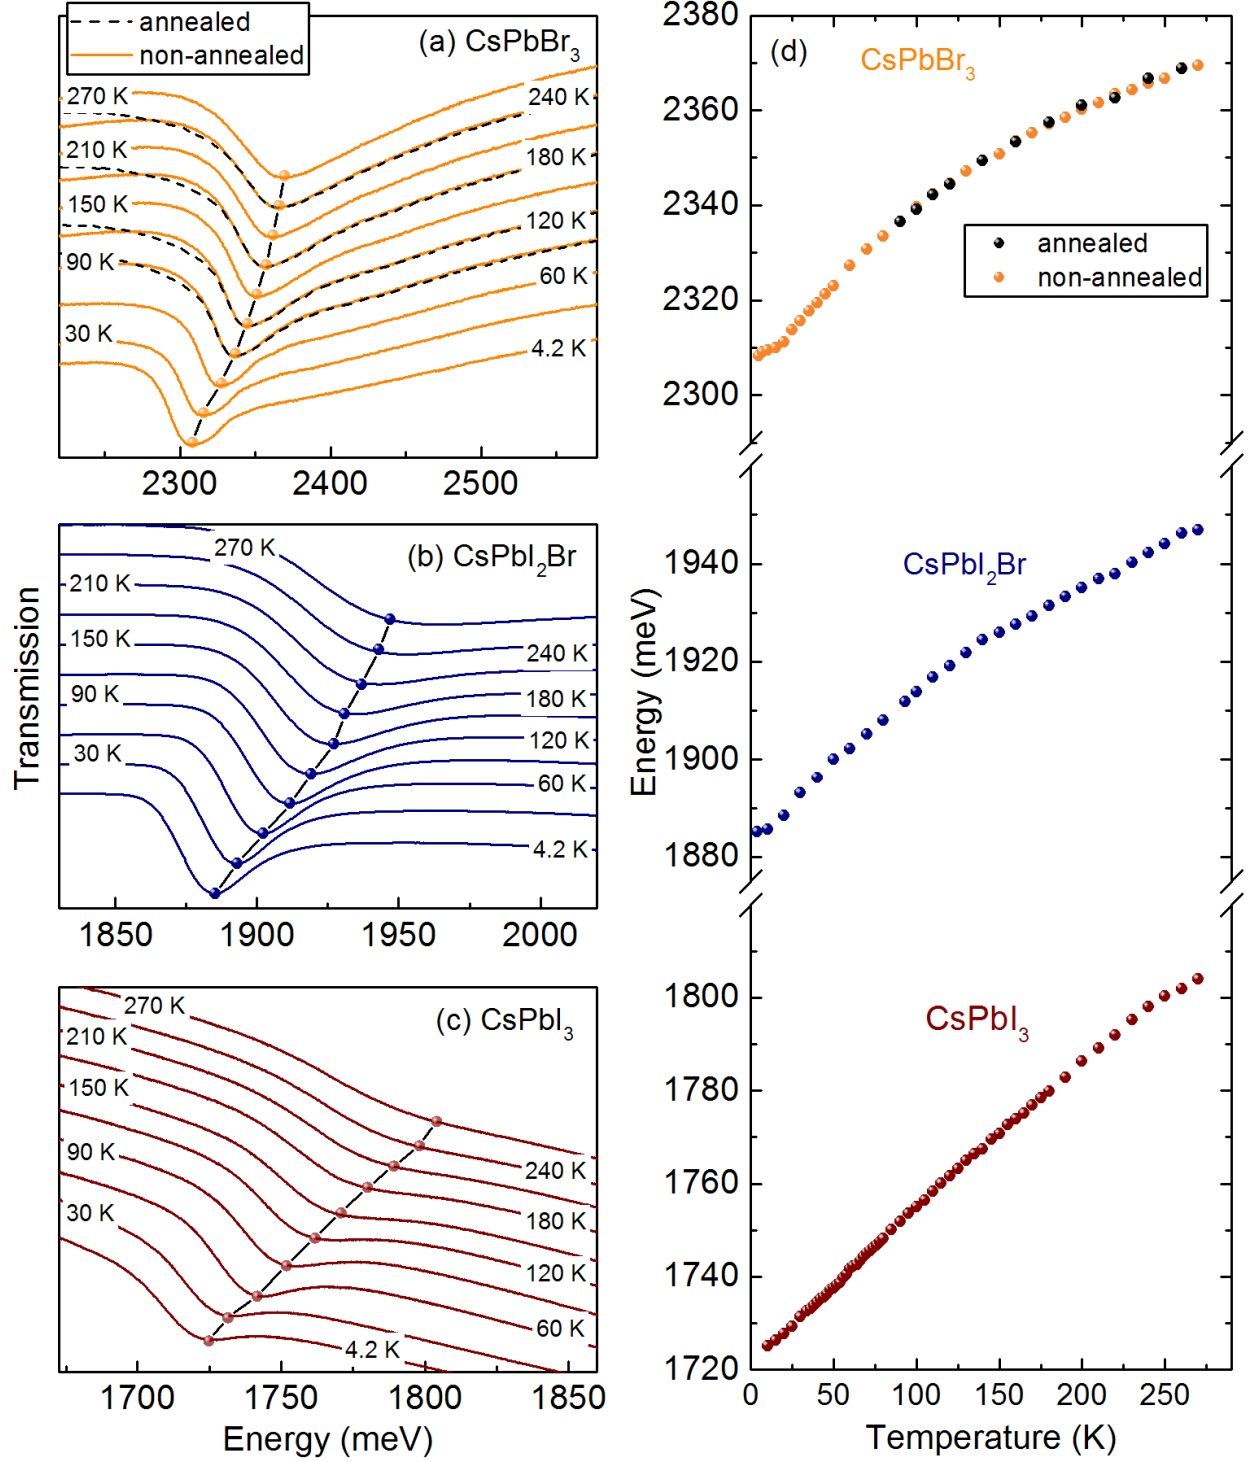 annealed
non-annealed
(a) CsPbBr₃
270 K
240 K
210 K
180 K
150 K
120 K
90 K
60 K
30 K
4.2 K
2300 2400 2500
(b) CsPbI₂Br
270 K
210 K
150 K
240 K
90 K
180 K
30 K
120 K
60 K
4.2 K
1850 1900 1950 2000
Transmission
(c) CsPbI₃
270 K
210 K
150 K
90 K
240 K
30 K
180 K
120 K
60 K
4.2 K
1700 1750 1800 1850
Energy (meV)
(d)
CsPbBr₃
annealed
non-annealed
2380
2360
2340
2320
2300
CsPbI₂Br
1940
1920
1900
1880
CsPbI₃
1800
1780
1760
1740
1720
Energy (meV)
0 50 100 150 200 250
Temperature (K)